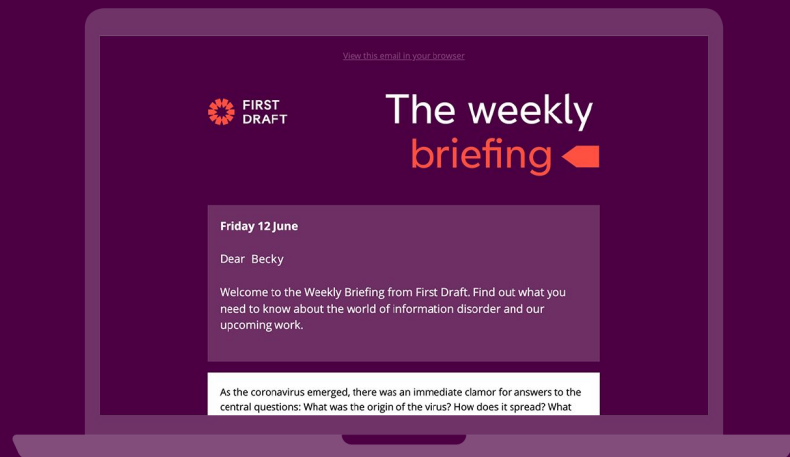 View this email in your browser
FIRST
DRAFT
The weekly
briefing
Friday 12 June
Dear Becky
Welcome to the Weekly Briefing from First Draft. Find out what you
need to know about the world of information disorder and our
upcoming work.
As the coronavirus emerged, there was an immediate clamor for answers to the
central questions: What was the origin of the virus? How does it spread? What